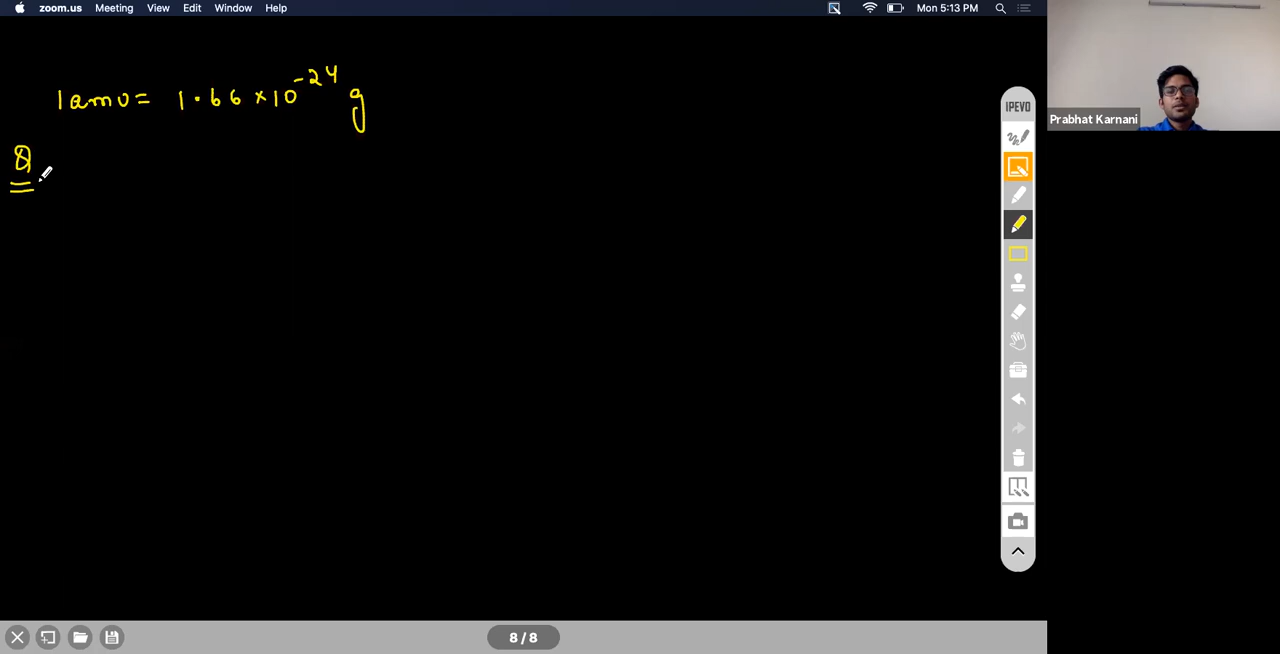 zoom.us Meeting View Edit Window Help Mon 5:13 PM
1 amu = 1.66 × 10⁻²⁴ g
Q
IPEVO
Prabhat Karnani
8 / 8